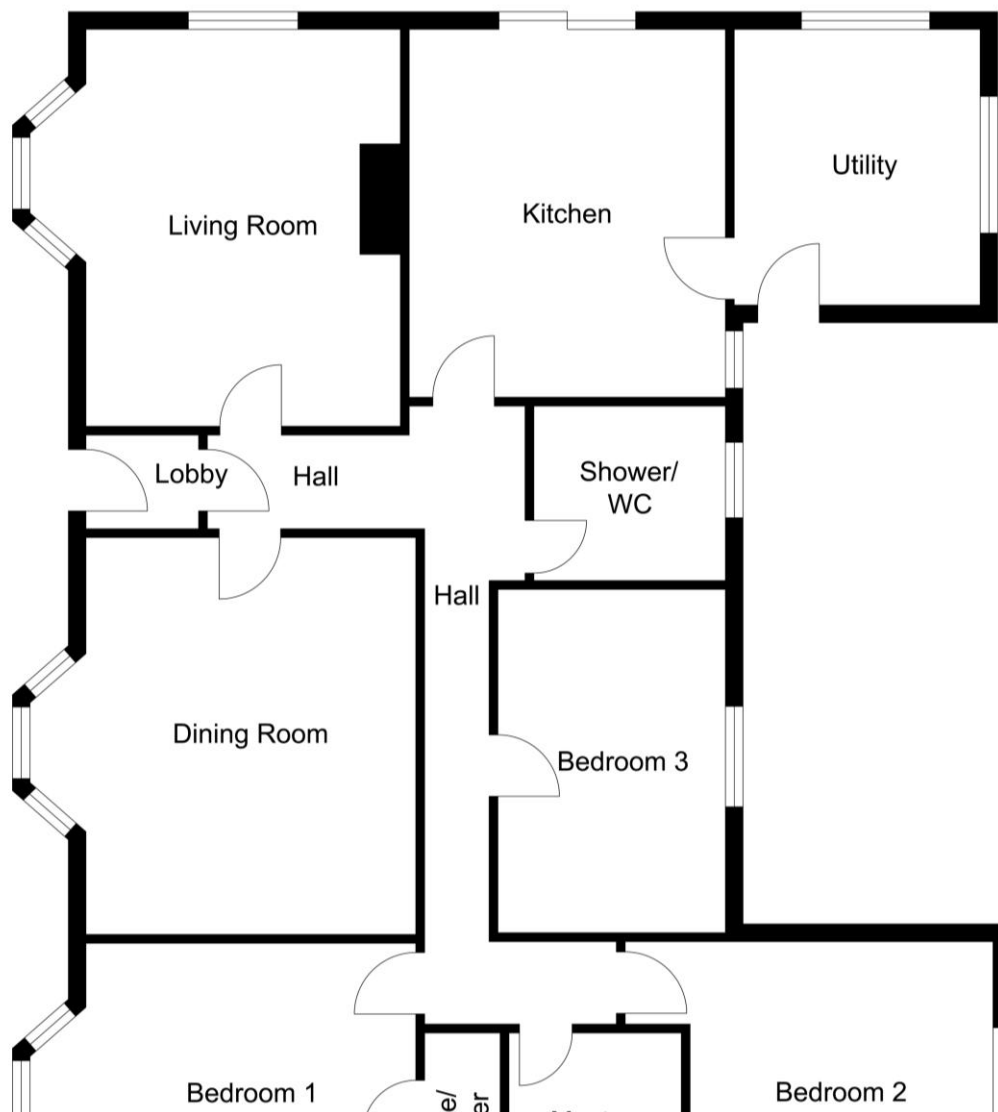 Utility
Kitchen
Living Room
Lobby
Hall
Shower/
WC
Hall
Dining Room
Bedroom 3
Bedroom 1
Bedroom 2